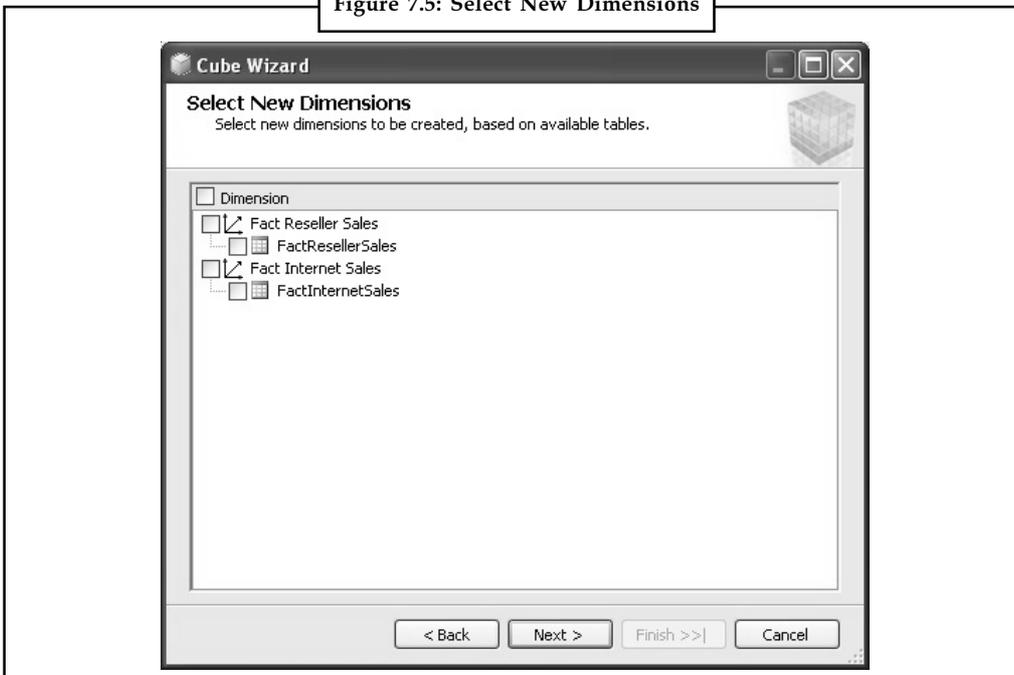 Figure 7.5: Select New Dimensions
Cube Wizard
Select New Dimensions
Select new dimensions to be created, based on available tables.
Dimension
Fact Reseller Sales
FactResellerSales
Fact Internet Sales
FactInternetSales
< Back
Next >
Finish >>|
Cancel